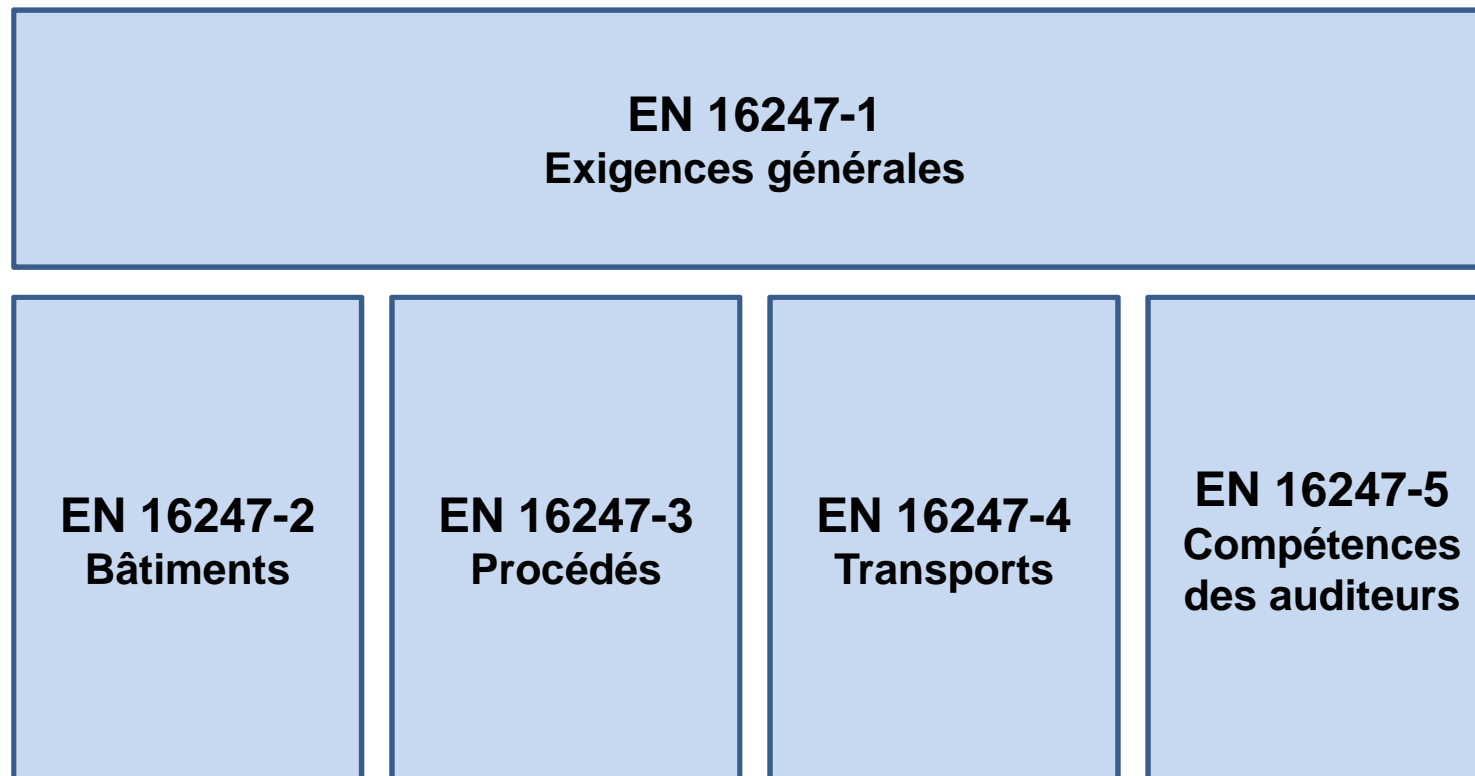 EN 16247-1
Exigences générales
EN 16247-2
Bâtiments
EN 16247-3
Procédés
EN 16247-4
Transports
EN 16247-5
Compétences
des auditeurs